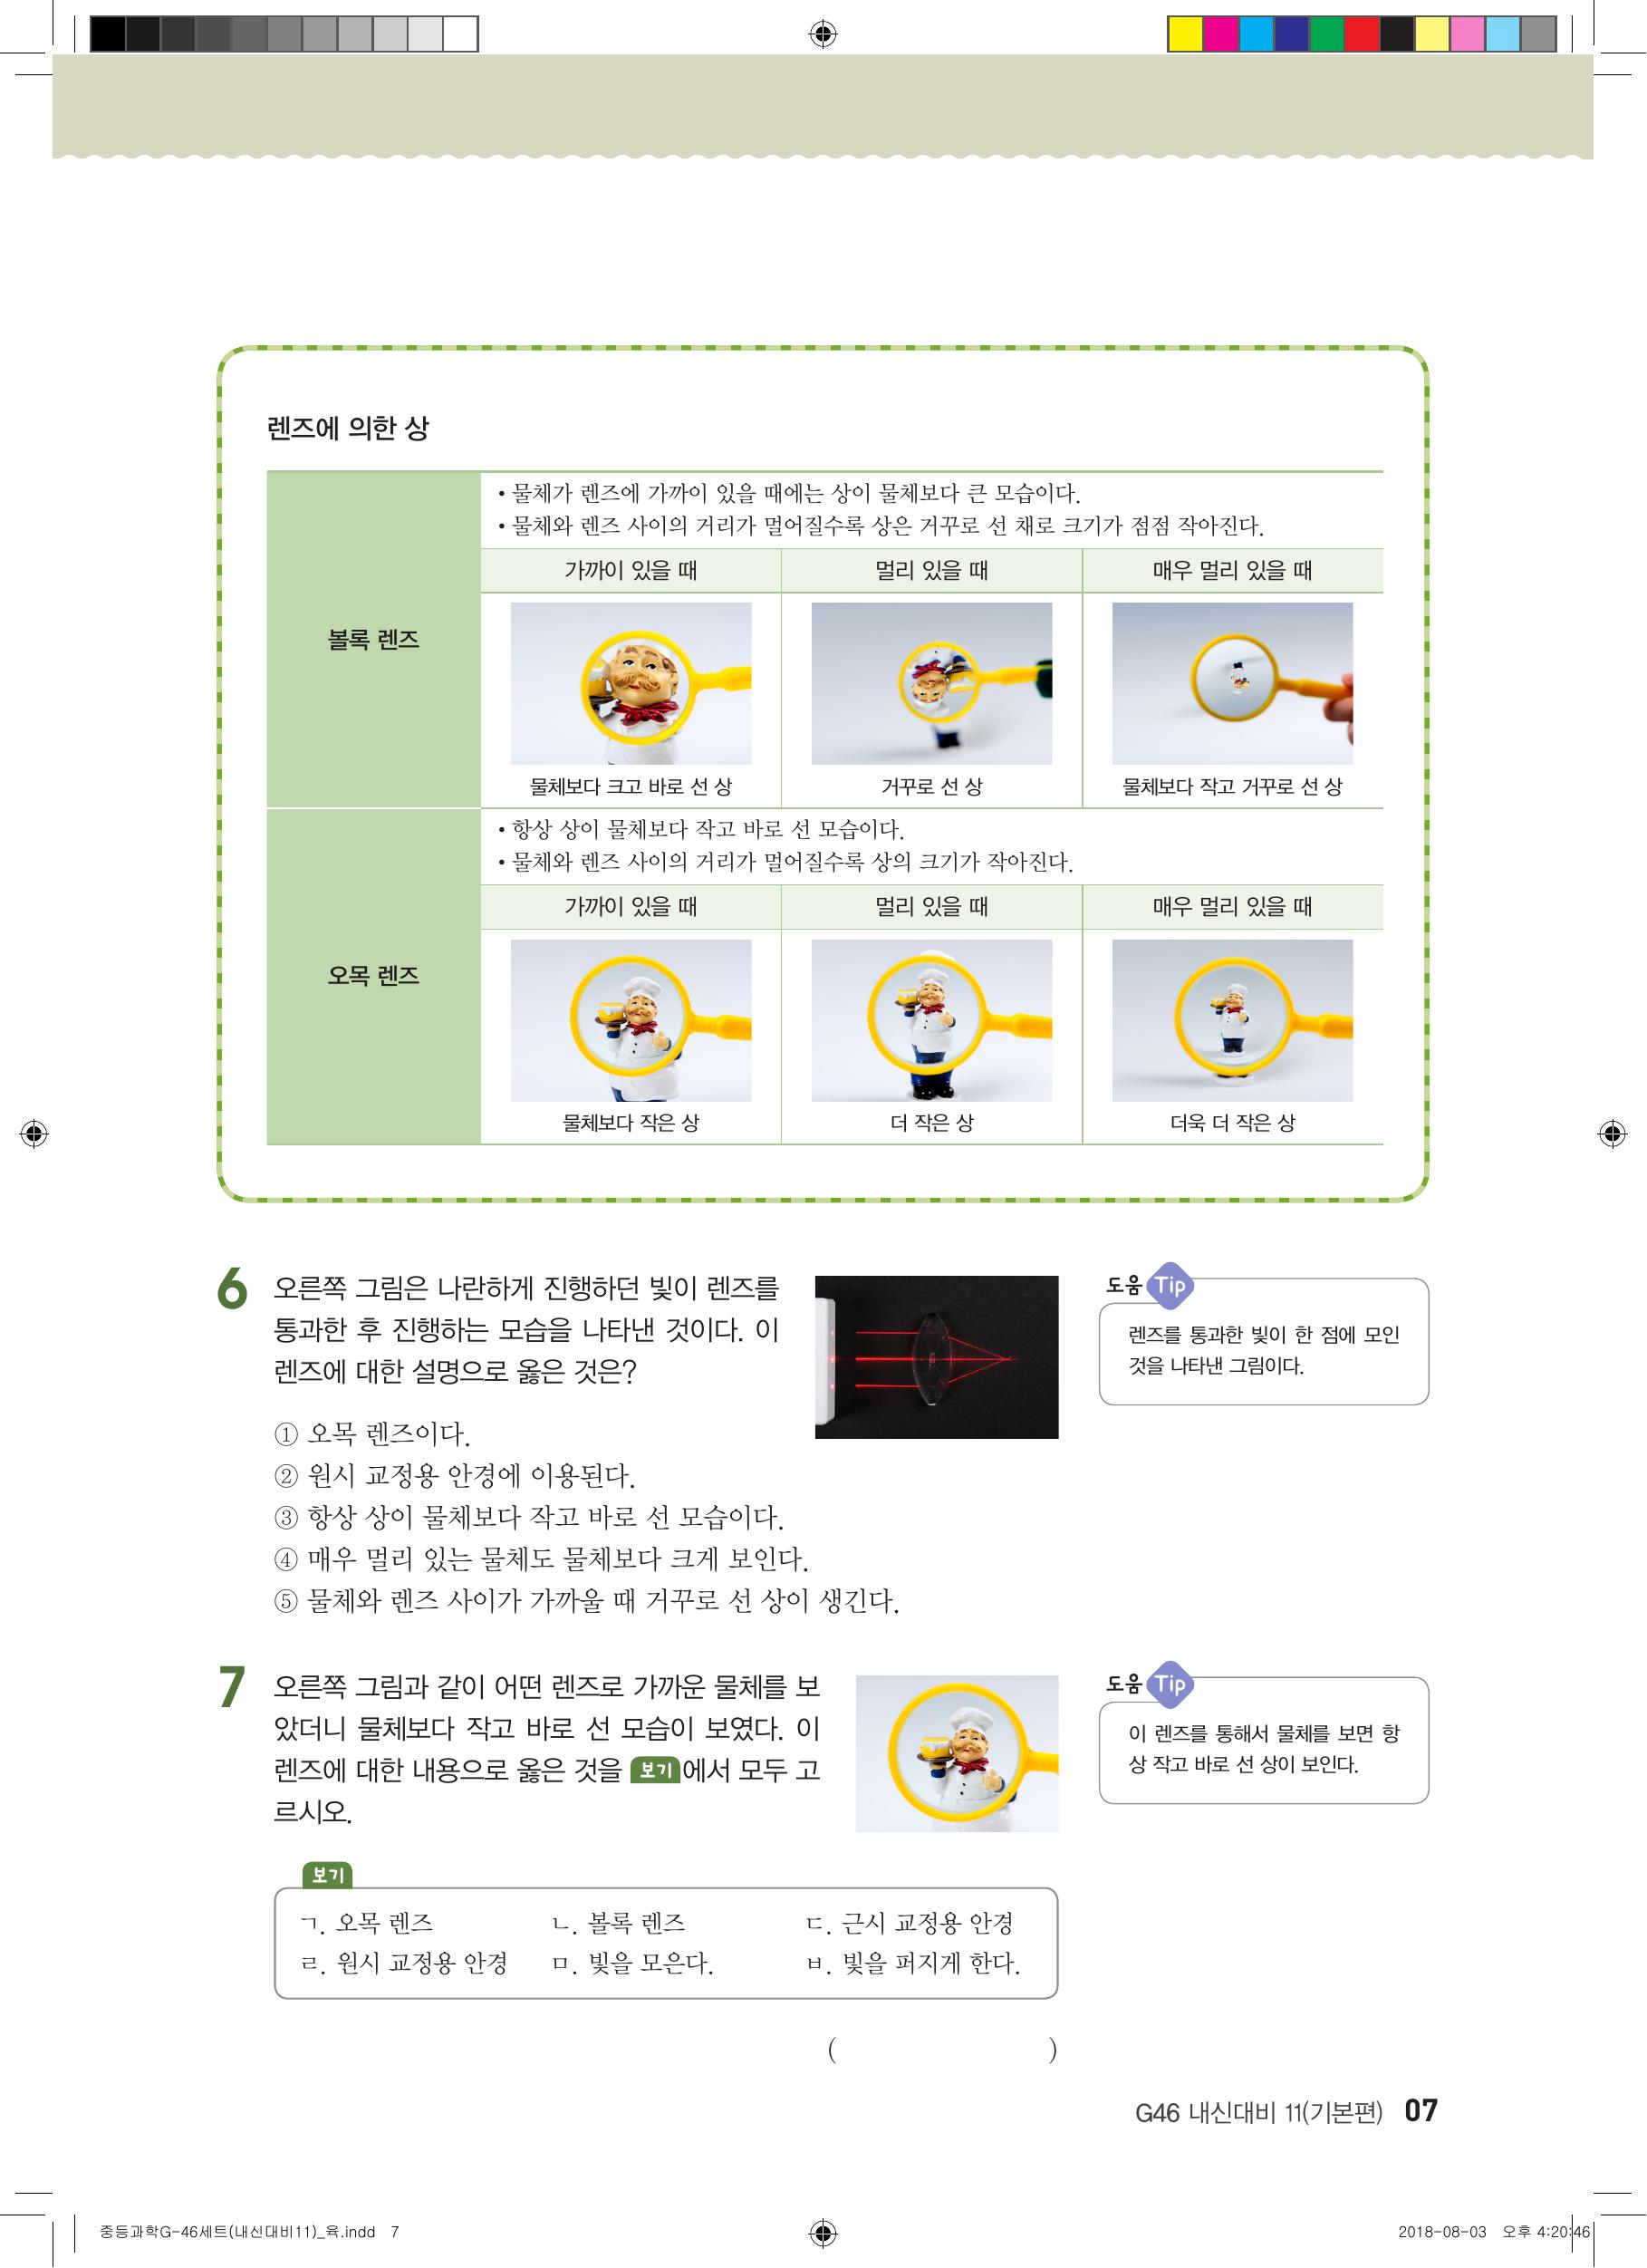 렌즈에 의한 상
볼록 렌즈
• 물체가 렌즈에 가까이 있을 때에는 상이 물체보다 큰 모습이다.
• 물체와 렌즈 사이의 거리가 멀어질수록 상은 거꾸로 선 채로 크기가 점점 작아진다.
가까이 있을 때 멀리 있을 때 매우 멀리 있을 때
물체보다 크고 바로 선 상 거꾸로 선 상 물체보다 작고 거꾸로 선 상
오목 렌즈
• 항상 상이 물체보다 작고 바로 선 모습이다.
• 물체와 렌즈 사이의 거리가 멀어질수록 상의 크기가 작아진다.
가까이 있을 때 멀리 있을 때 매우 멀리 있을 때
물체보다 작은 상 더 작은 상 더욱 더 작은 상
6 오른쪽 그림은 나란하게 진행하던 빛이 렌즈를
통과한 후 진행하는 모습을 나타낸 것이다. 이
렌즈에 대한 설명으로 옳은 것은?
① 오목 렌즈이다.
② 원시 교정용 안경에 이용된다.
③ 항상 상이 물체보다 작고 바로 선 모습이다.
④ 매우 멀리 있는 물체도 물체보다 크게 보인다.
⑤ 물체와 렌즈 사이가 가까울 때 거꾸로 선 상이 생긴다.
도움 Tip
렌즈를 통과한 빛이 한 점에 모인
것을 나타낸 그림이다.
7 오른쪽 그림과 같이 어떤 렌즈로 가까운 물체를 보
았더니 물체보다 작고 바로 선 모습이 보였다. 이
렌즈에 대한 내용으로 옳은 것을 보기 에서 모두 고
르시오.
도움 Tip
이 렌즈를 통해서 물체를 보면 항
상 작고 바로 선 상이 보인다.
보기
ㄱ. 오목 렌즈 ㄴ. 볼록 렌즈 ㄷ. 근시 교정용 안경
ㄹ. 원시 교정용 안경 ㅁ. 빛을 모은다. ㅂ. 빛을 퍼지게 한다.
( )
G46 내신대비 11(기본편) 07
중등과학G-46세트(내신대비11)_육.indd 7
2018-08-03 오후 4:20:46